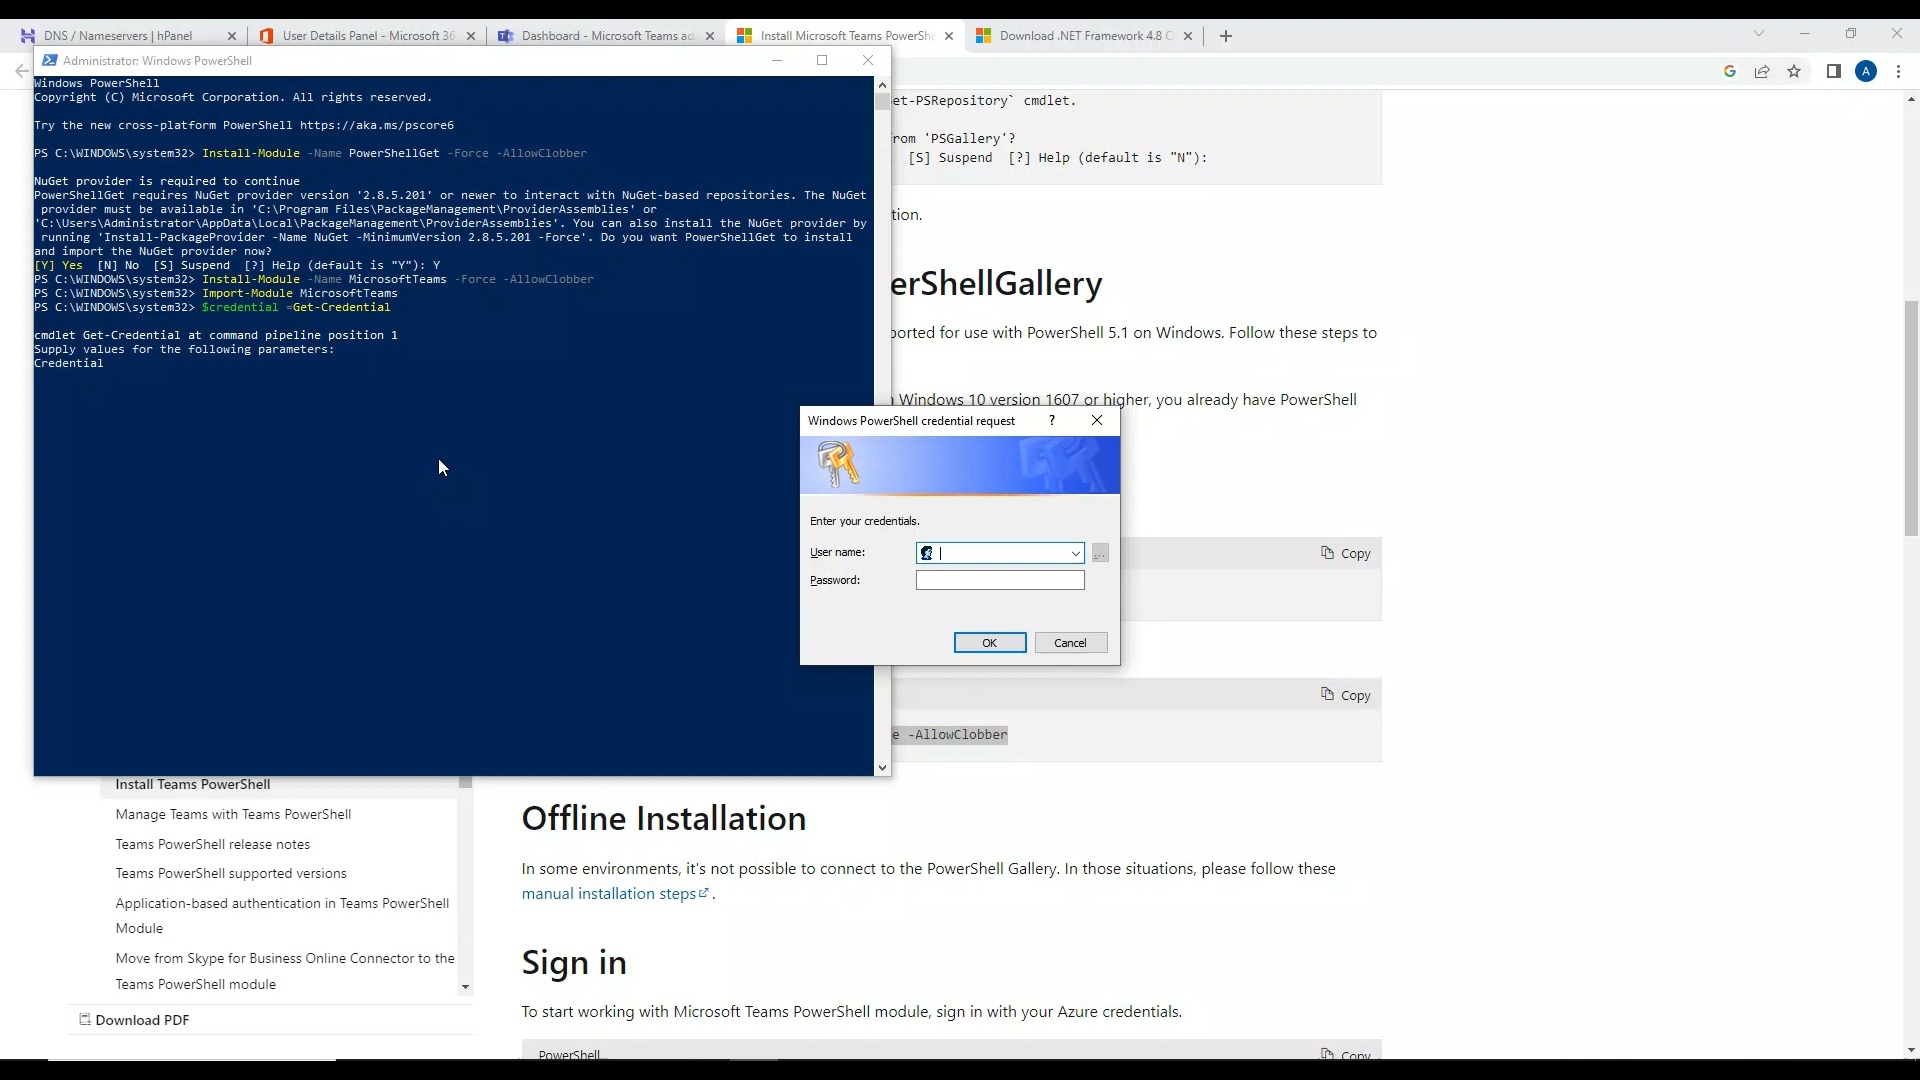 DNS / Nameservers | hPanel
User Details Panel - Microsoft 36
Dashboard - Microsoft Teams ad
Install Microsoft Teams PowerShe
Download .NET Framework 4.8 O
A
Administrator: Windows PowerShell
Windows PowerShell
Copyright (C) Microsoft Corporation. All rights reserved.
Try the new cross-platform PowerShell https://aka.ms/pscore6
PS C:\WINDOWS\system32> Install-Module -Name PowerShellGet -Force -AllowClobber
NuGet provider is required to continue
PowerShellGet requires NuGet provider version '2.8.5.201' or newer to interact with NuGet-based repositories. The NuGet
provider must be available in 'C:\Program Files\PackageManagement\ProviderAssemblies' or
'C:\Users\Administrator\AppData\Local\PackageManagement\ProviderAssemblies'. You can also install the NuGet provider by
running 'Install-PackageProvider -Name NuGet -MinimumVersion 2.8.5.201 -Force'. Do you want PowerShellGet to install
and import the NuGet provider now?
[Y] Yes [N] No [S] Suspend [?] Help (default is "Y"): Y
PS C:\WINDOWS\system32> Install-Module -Name MicrosoftTeams -Force -AllowClobber
PS C:\WINDOWS\system32> Import-Module MicrosoftTeams
PS C:\WINDOWS\system32> $credential =Get-Credential
cmdlet Get-Credential at command pipeline position 1
Supply values for the following parameters:
Credential
et-PSRepository` cmdlet.
rom 'PSGallery'?
[S] Suspend [?] Help (default is "N"):
tion.
erShellGallery
ported for use with PowerShell 5.1 on Windows. Follow these steps to
Windows 10 version 1607 or higher, you already have PowerShell
Windows PowerShell credential request
?
Enter your credentials.
User name:
...
Password:
OK
Cancel
Copy
Copy
e -AllowClobber
Install Teams PowerShell
Manage Teams with Teams PowerShell
Teams PowerShell release notes
Teams PowerShell supported versions
Application-based authentication in Teams PowerShell
Module
Move from Skype for Business Online Connector to the
Teams PowerShell module
Download PDF
Offline Installation
In some environments, it's not possible to connect to the PowerShell Gallery. In those situations, please follow these
manual installation steps.
Sign in
To start working with Microsoft Teams PowerShell module, sign in with your Azure credentials.
PowerShell
Copy